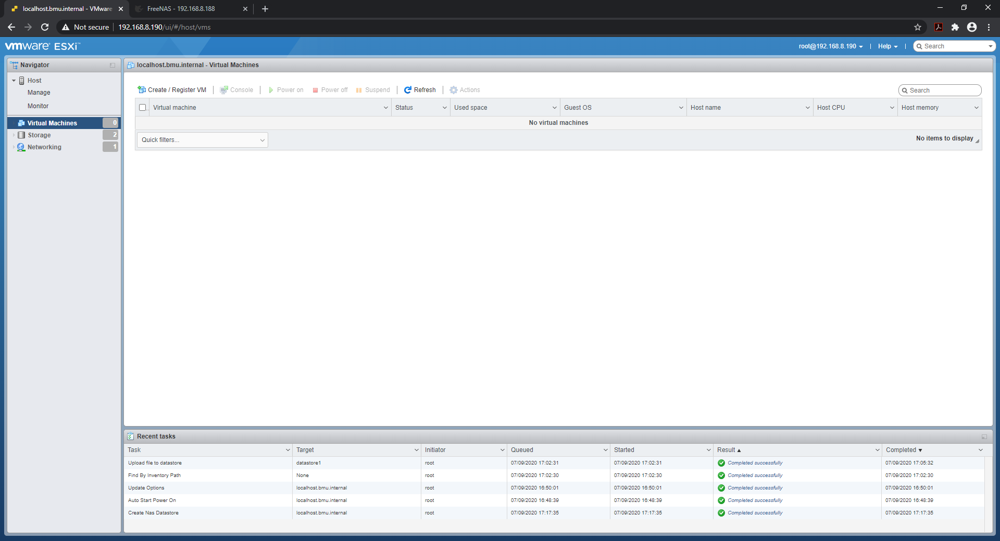 localhost.bmu.internal - VMware
FreeNAS - 192.168.8.188
Not secure 192.168.8.190/ui/#/host/vms
vmware ESXi™
root@192.168.8.190 | Help | Search
Navigator
Host
Manage
Monitor
Virtual Machines 0
Storage 2
Networking 1
localhost.bmu.internal - Virtual Machines
Create / Register VM | Console | Power on Power off Suspend | Refresh | Actions
Search
Virtual machine Status Used space Guest OS Host name Host CPU Host memory
No virtual machines
Quick filters...
No items to display
Recent tasks
Task Target Initiator Queued Started Result ▲ Completed ▼
Upload file to datastore datastore1 root 07/09/2020 17:02:31 07/09/2020 17:02:31 Completed successfully 07/09/2020 17:05:32
Find By Inventory Path None root 07/09/2020 17:02:30 07/09/2020 17:02:30 Completed successfully 07/09/2020 17:02:30
Update Options localhost.bmu.internal root 07/09/2020 16:50:01 07/09/2020 16:50:01 Completed successfully 07/09/2020 16:50:01
Auto Start Power On localhost.bmu.internal root 07/09/2020 16:48:39 07/09/2020 16:48:39 Completed successfully 07/09/2020 16:48:39
Create Nas Datastore localhost.bmu.internal root 07/09/2020 17:17:35 07/09/2020 17:17:35 Completed successfully 07/09/2020 17:17:35